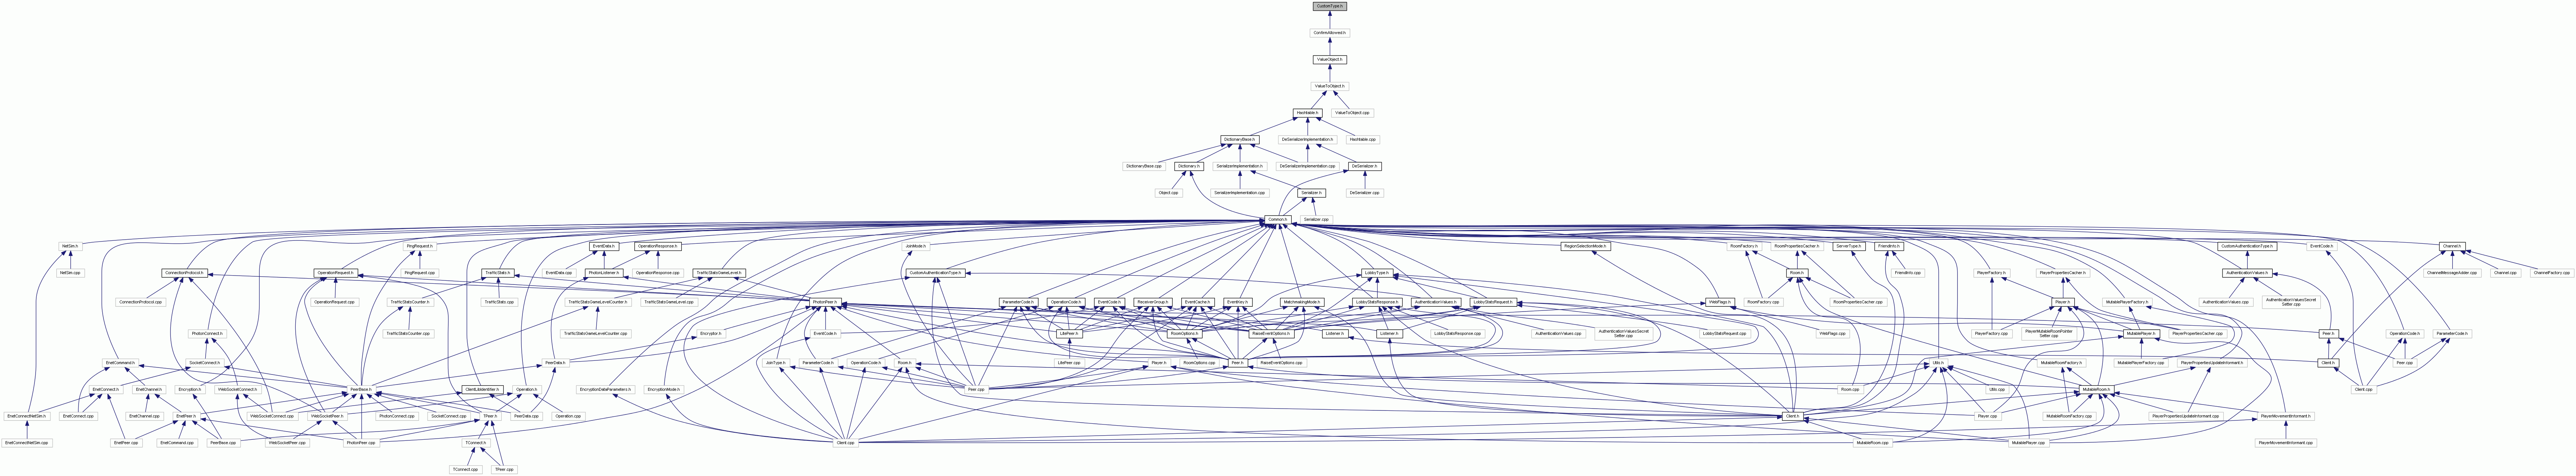 CustomType.h
ConfirmAllowed.h
ValueObject.h
ValueToObject.h
HashTable.h
ValueToObject.cpp
DictionaryBase.h
DeSerializerImplementation.h
Hashtable.cpp
DictionaryBase.cpp
Dictionary.h
SerializerImplementation.h
DeSerializerImplementation.cpp
DeSerializer.h
Object.cpp
SerializerImplementation.cpp
Serializer.h
DeSerializer.cpp
Common.h
Serializer.cpp
NetSim.h
PingRequest.h
EventData.h
OperationResponse.h
JoinMode.h
RegionSelectionMode.h
RoomFactory.h
RoomPropertiesCacher.h
ServerType.h
FriendInfo.h
CustomAuthenticationType.h
EventCode.h
Channel.h
NetSim.cpp
ConnectionProtocol.h
OperationRequest.h
PingRequest.cpp
TrafficStats.h
EventData.cpp
PhotonListener.h
OperationResponse.cpp
TrafficStatsGameLevel.h
CustomAuthenticationType.h
LobbyType.h
Room.h
FriendInfo.cpp
PlayerFactory.h
PlayerPropertiesCacher.h
AuthenticationValues.h
ChannelMessageAdder.cpp
Channel.cpp
ChannelFactory.cpp
ConnectionProtocol.cpp
OperationRequest.cpp
TrafficStatsCounter.h
TrafficStats.cpp
TrafficStatsGameLevelCounter.h
TrafficStatsGameLevel.cpp
PhotonPeer.h
ParameterCode.h
OperationCode.h
EventCode.h
ReceiverGroup.h
EventCache.h
EventKey.h
MatchmakingMode.h
LobbyStatsResponse.h
AuthenticationValues.h
LobbyStatsRequest.h
WebFlags.h
RoomFactory.cpp
RoomPropertiesCacher.cpp
Player.h
MutablePlayerFactory.h
AuthenticationValues.cpp
AuthenticationValuesSecret
Setter.cpp
PhotonConnect.h
TrafficStatsCounter.cpp
TrafficStatsGameLevelCounter.cpp
Encryptor.h
EventCode.h
LitePeer.h
RoomOptions.h
RaiseEventOptions.h
Listener.h
Listener.h
LobbyStatsResponse.cpp
AuthenticationValues.cpp
AuthenticationValuesSecret
Setter.cpp
LobbyStatsRequest.cpp
WebFlags.cpp
PlayerFactory.cpp
PlayerMutableRoomPointer
Setter.cpp
MutablePlayer.h
PlayerPropertiesCacher.cpp
Peer.h
OperationCode.h
ParameterCode.h
EnetCommand.h
SocketConnect.h
PeerData.h
JoinType.h
ParameterCode.h
OperationCode.h
Room.h
LitePeer.cpp
Player.h
RoomOptions.cpp
Peer.h
RaiseEventOptions.cpp
Utils.h
MutableRoomFactory.h
MutablePlayerFactory.cpp
PlayerPropertiesUpdateInformant.h
Client.h
Peer.cpp
EnetConnect.h
EnetChannel.h
Encryption.h
WebSocketConnect.h
PeerBase.h
ClientListIdentifier.h
Operation.h
EncryptionDataParameters.h
EncryptionMode.h
Peer.cpp
Room.cpp
Utils.cpp
MutableRoom.h
Client.cpp
EnetConnectNetSim.h
EnetConnect.cpp
EnetChannel.cpp
EnetPeer.h
WebSocketConnect.cpp
WebSocketPeer.h
PhotonConnect.cpp
SocketConnect.cpp
TPeer.h
PeerData.cpp
Operation.cpp
Client.h
Player.cpp
MutableRoomFactory.cpp
PlayerPropertiesUpdateInformant.cpp
PlayerMovementInformant.h
EnetConnectNetSim.cpp
EnetPeer.cpp
EnetCommand.cpp
PeerBase.cpp
WebSocketPeer.cpp
PhotonPeer.cpp
TConnect.h
Client.cpp
MutableRoom.cpp
MutablePlayer.cpp
PlayerMovementInformant.cpp
TConnect.cpp
TPeer.cpp